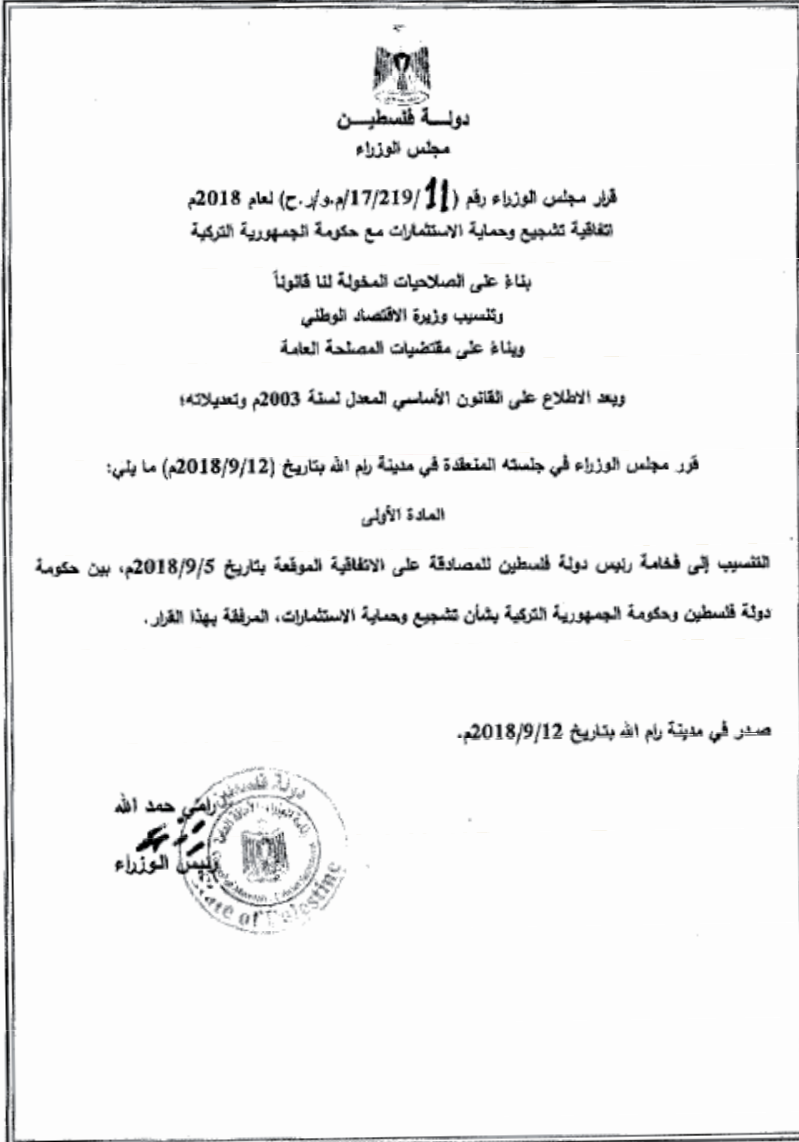 دولـــة فلسطيـــن
مجلس الوزراء
قرار مجلس الوزراء رقم (11/17/219/م.و/ر.ح) لعام 2018م
اتفاقية تشجيع وحماية الاستثمارات مع حكومة الجمهورية التركية
بناءً على الصلاحيات المخولة لنا قانوناً
وتنسيب وزيرة الاقتصاد الوطني
وبناءً على مقتضيات المصلحة العامة
وبعد الاطلاع على القانون الأساسي المعدل لسنة 2003م وتعديلاته؛
قرر مجلس الوزراء في جلسته المنعقدة في مدينة رام الله بتاريخ (2018/9/12م) ما يلي:
المادة الأولى
التنسيب إلى فخامة رئيس دولة فلسطين للمصادقة على الاتفاقية الموقعة بتاريخ 2018/9/5م، بين حكومة
دولة فلسطين وحكومة الجمهورية التركية بشأن تشجيع وحماية الاستثمارات، المرفقة بهذا القرار.
صدر في مدينة رام الله بتاريخ 2018/9/12م.
رامي حمد الله
رئيس الوزراء
دولة فلسطين
State of Palestine